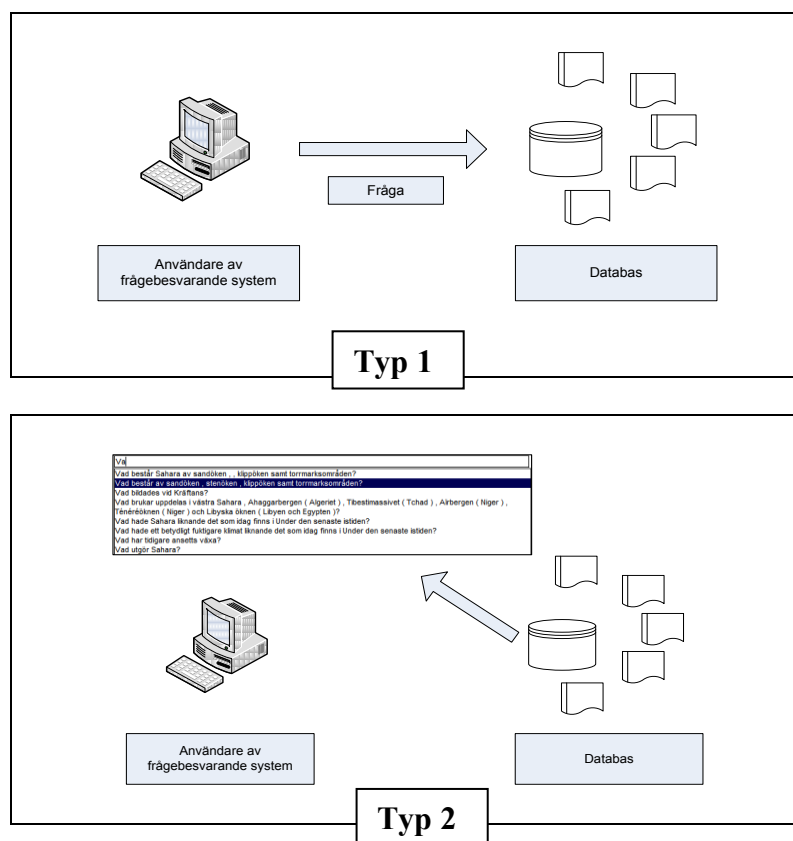 Fråga
Användare av
frågebesvarande system
Databas
Typ 1
Va
Vad består Sahara av sandöken , , klippöken samt torrmarksområden?
Vad består av sandöken , stenöken , klippöken samt torrmarksområden?
Vad bildades vid Kräftans?
Vad brukar uppdelas i västra Sahara , Ahaggarbergen ( Algeriet ) , Tibestimassivet ( Tchad ) , Aïrbergen ( Niger ) ,
Ténéréöknen ( Niger ) och Libyska öknen ( Libyen och Egypten )?
Vad hade Sahara liknande det som idag finns i Under den senaste istiden?
Vad hade ett betydligt fuktigare klimat liknande det som idag finns i Under den senaste istiden?
Vad har tidigare ansetts växa?
Vad utgör Sahara?
Användare av
frågebesvarande system
Databas
Typ 2